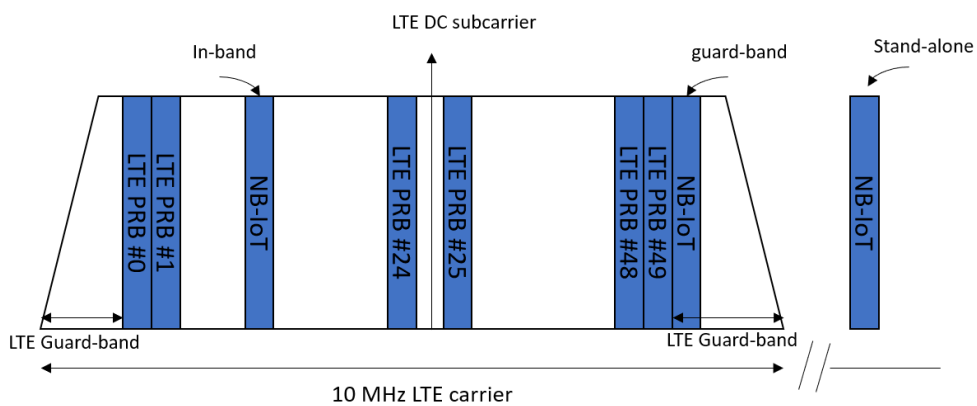 LTE DC subcarrier
In-band
guard-band
Stand-alone
LTE PRB #0
LTE PRB #1
NB-IoT
LTE PRB #24
LTE PRB #25
LTE PRB #48
LTE PRB #49
NB-IoT
NB-IoT
LTE Guard-band
LTE Guard-band
10 MHz LTE carrier